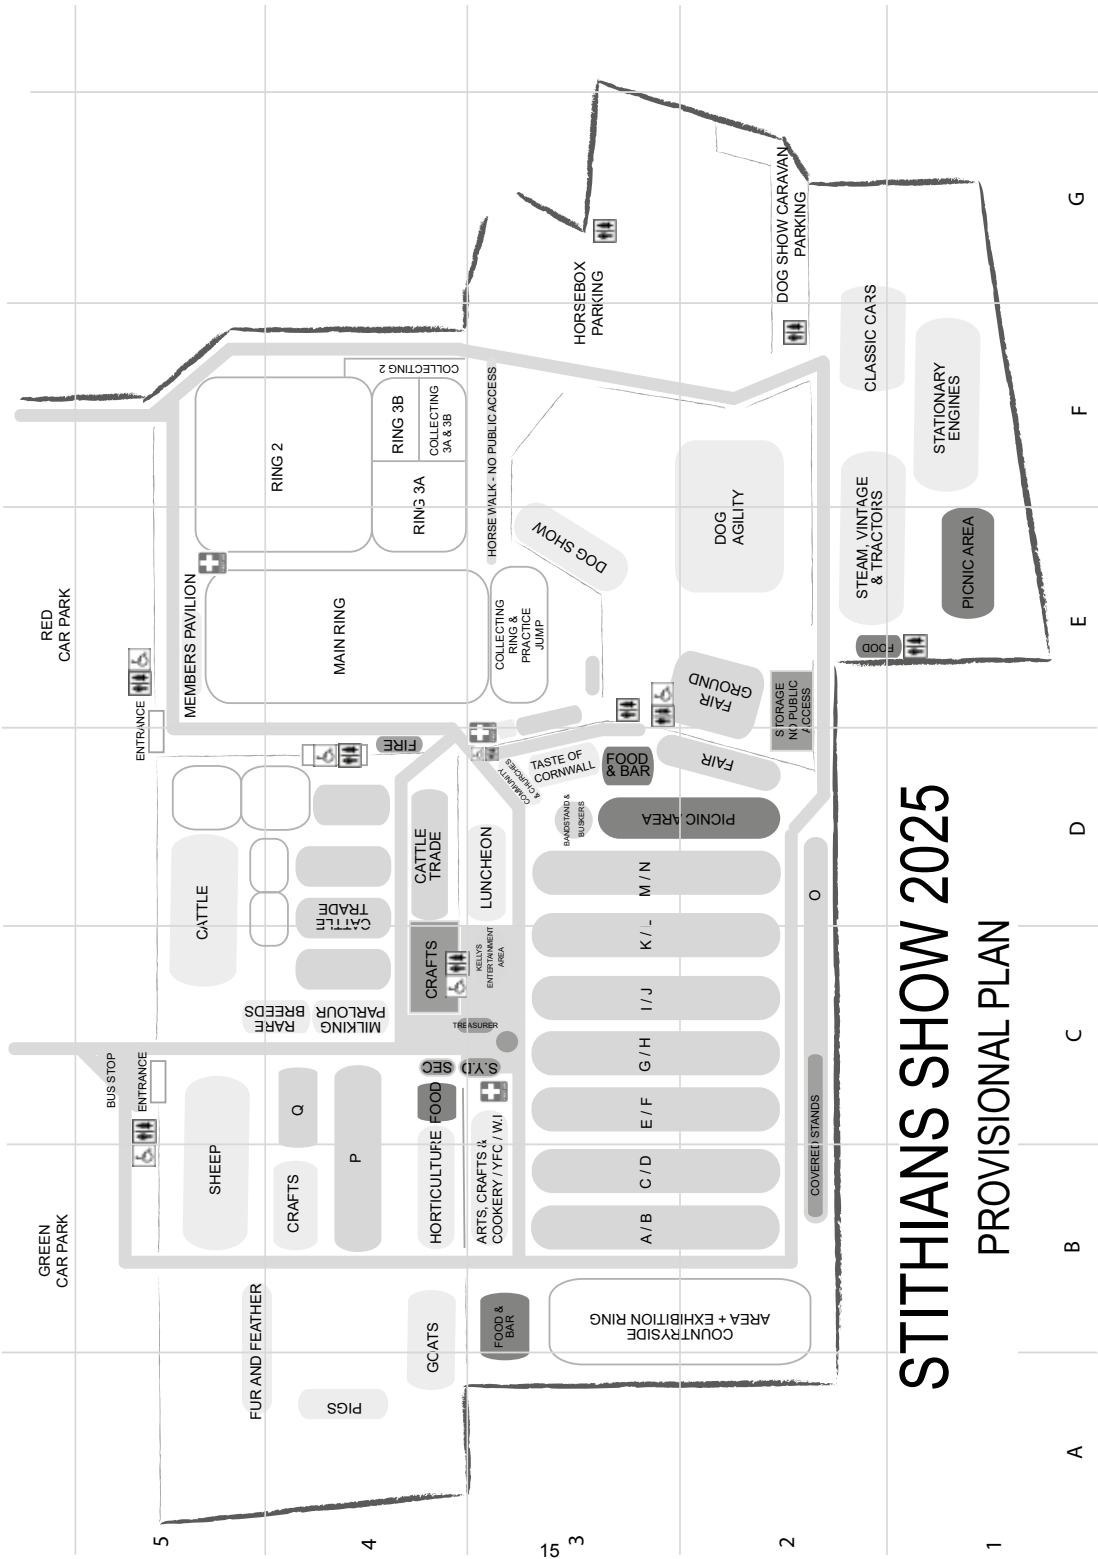 STITHIANS SHOW 2025
PROVISIONAL PLAN
RED
CAR PARK
GREEN
CAR PARK
ENTRANCE
MEMBERS PAVILION
RING 2
COLLECTING 2
RING 3B
COLLECTING
3A & 3B
RING 3A
HORSE WALK - NO PUBLIC ACCESS
MAIN RING
COLLECTING
RING &
PRACTICE
JUMP
HORSEBOX
PARKING
DOG SHOW CARAVAN
PARKING
DOG SHOW
DOG
AGILITY
CLASSIC CARS
STATIONARY
ENGINES
STEAM, VINTAGE
& TRACTORS
PICNIC AREA
FOOD
FAIR
GROUND
STORAGE
NO PUBLIC
ACCESS
FAIR
FIRE
COMMUNITY
& CHURCHES
TASTE OF
CORNWALL
FOOD
& BAR
BANDSTAND &
BUSKERS
PICNIC AREA
CATTLE
CATTLE
TRADE
CATTLE
TRADE
LUNCHEON
CRAFTS
KELLYS
ENTERTAINMENT
AREA
RARE
BREEDS
MILKING
PARLOUR
TREASURER
SEC
S.Y.D
BUS STOP
ENTRANCE
SHEEP
Q
P
CRAFTS
FOOD
HORTICULTURE
ARTS, CRAFTS &
COOKERY / YFC / W.I
M / N
K / L
I / J
G / H
E / F
C / D
A / B
O
COVERED STANDS
FUR AND FEATHER
PIGS
GOATS
FOOD &
BAR
COUNTRYSIDE
AREA + EXHIBITION RING
A
B
C
D
E
F
G
5
4
3
2
1
15